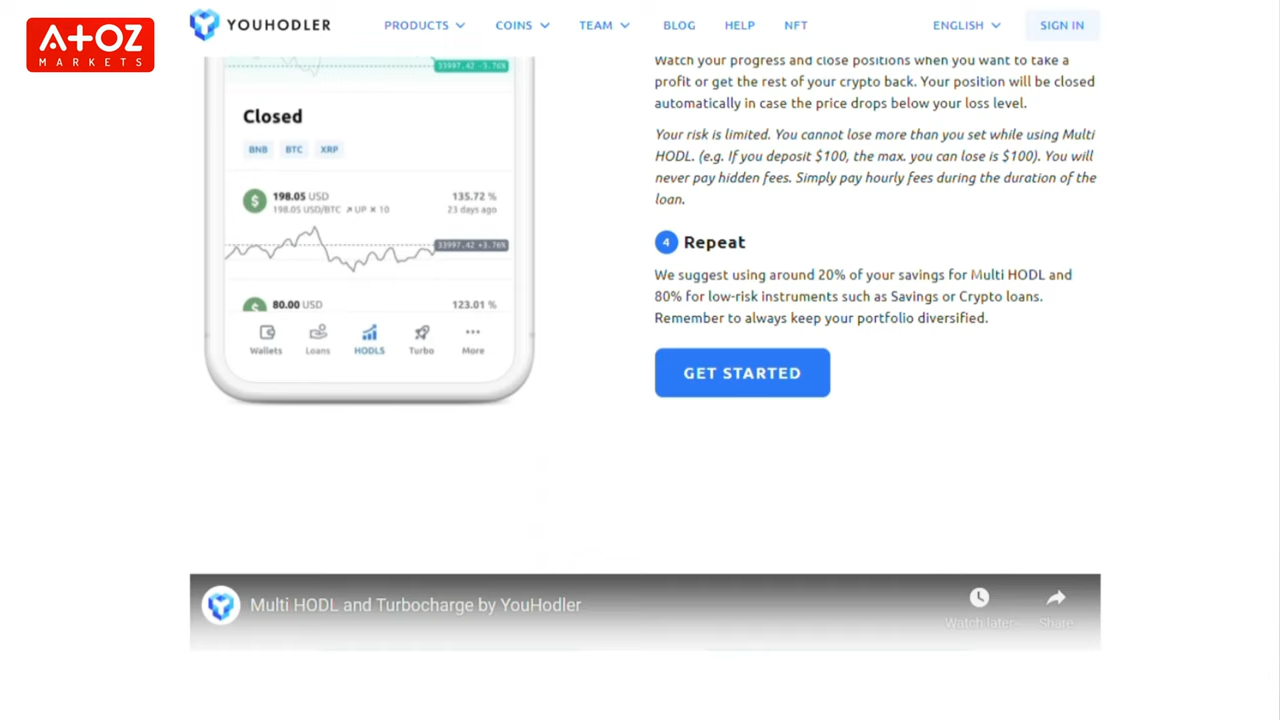 A+OZ
MARKETS
YOUHODLER
PRODUCTS COINS TEAM BLOG HELP NFT ENGLISH SIGN IN
33997.42 -3.76%
Closed
BNB BTC XRP
198.05 USD 135.72 %
198.05 USD/BTC ↗UP × 10 23 days ago
33997.42 +3.76%
80.00 USD 123.01 %
Wallets Loans HODLS Turbo More
Watch your progress and close positions when you want to take a
profit or get the rest of your crypto back. Your position will be closed
automatically in case the price drops below your loss level.
Your risk is limited. You cannot lose more than you set while using Multi
HODL. (e.g. If you deposit $100, the max. you can lose is $100). You will
never pay hidden fees. Simply pay hourly fees during the duration of the
loan.
4 Repeat
We suggest using around 20% of your savings for Multi HODL and
80% for low-risk instruments such as Savings or Crypto loans.
Remember to always keep your portfolio diversified.
GET STARTED
Multi HODL and Turbocharge by YouHodler
Watch later Share